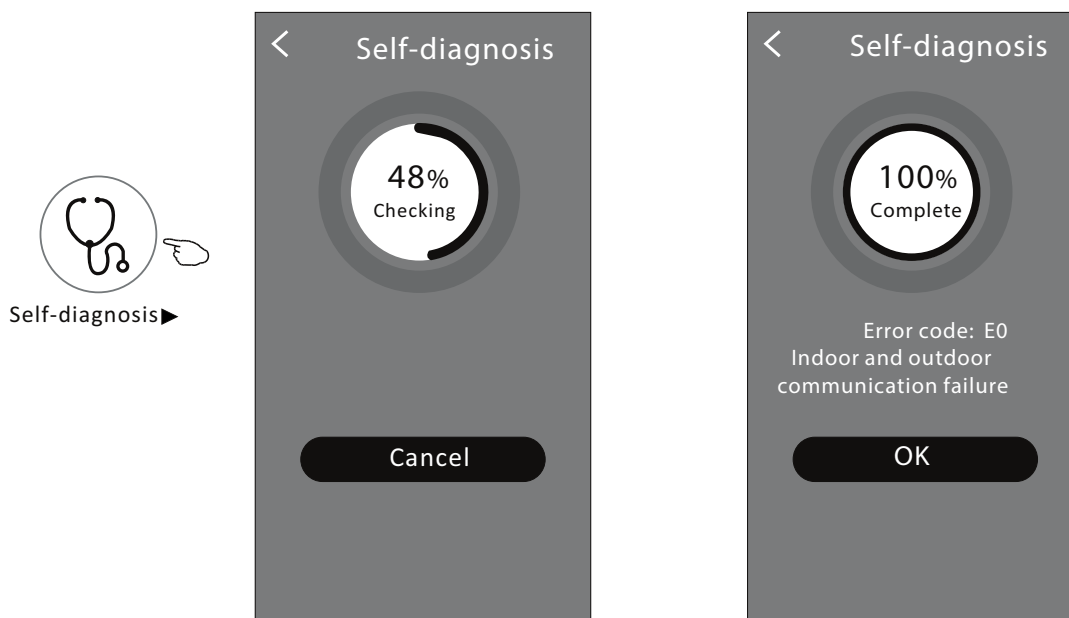 Self-diagnosis▶
Self-diagnosis
48%
Checking
Cancel
Self-diagnosis
100%
Complete
Error code: E0
Indoor and outdoor
communication failure
OK